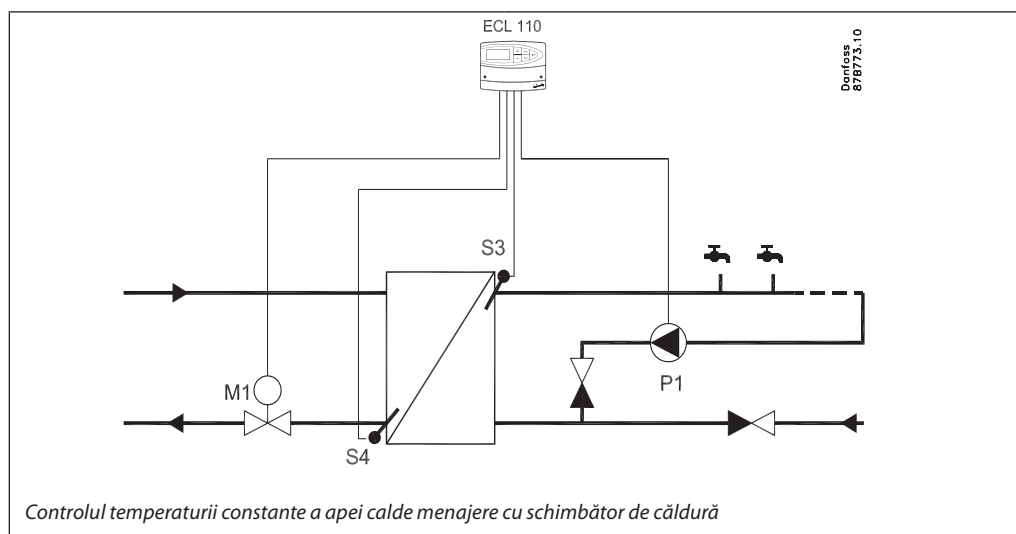 ECL 110
Danfoss
87B773.10
S3
M1
P1
S4
Controlul temperaturii constante a apei calde menajere cu schimbător de căldură